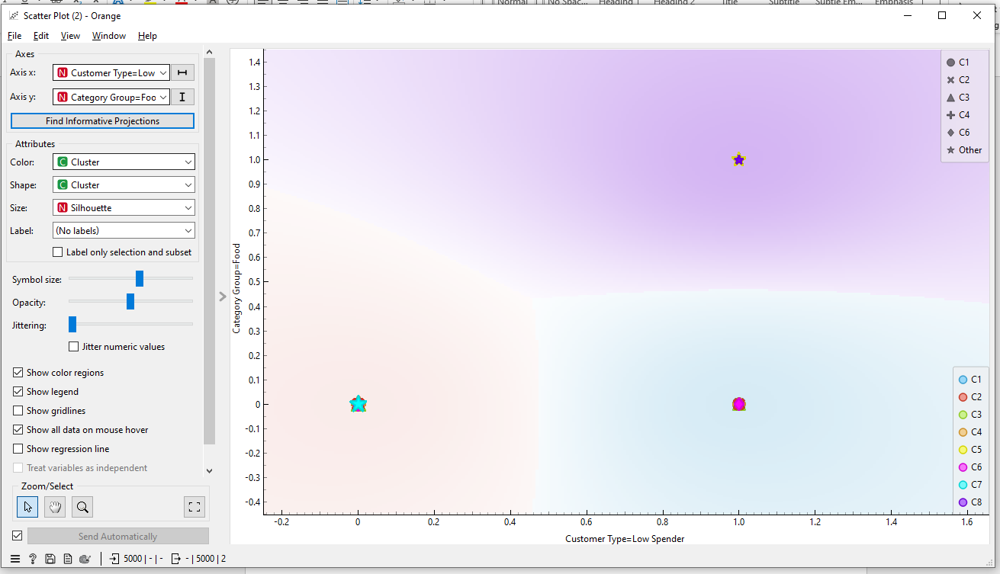 Normal No Spac... Heading Heading 2 Title Subtitle Subtle Em... Emphasis
Scatter Plot (2) - Orange
File Edit View Window Help
Axes
Axis x: N Customer Type=Low
Axis y: N Category Group=Foo
Find Informative Projections
Attributes
Color: C Cluster
Shape: C Cluster
Size: N Silhouette
Label: (No labels)
Label only selection and subset
Symbol size:
Opacity:
Jittering:
Jitter numeric values
Show color regions
Show legend
Show gridlines
Show all data on mouse hover
Show regression line
Treat variables as independent
Zoom/Select
Send Automatically
? 5000 | - | - - | 5000 | 2
Category Group=Food
1.4
1.3
1.2
1.1
1.0
0.9
0.8
0.7
0.6
0.5
0.4
0.3
0.2
0.1
0
-0.1
-0.2
-0.3
-0.4
-0.2 0 0.2 0.4 0.6 0.8 1.0 1.2 1.4 1.6
Customer Type=Low Spender
C1
C2
C3
C4
C6
Other
C1
C2
C3
C4
C5
C6
C7
C8